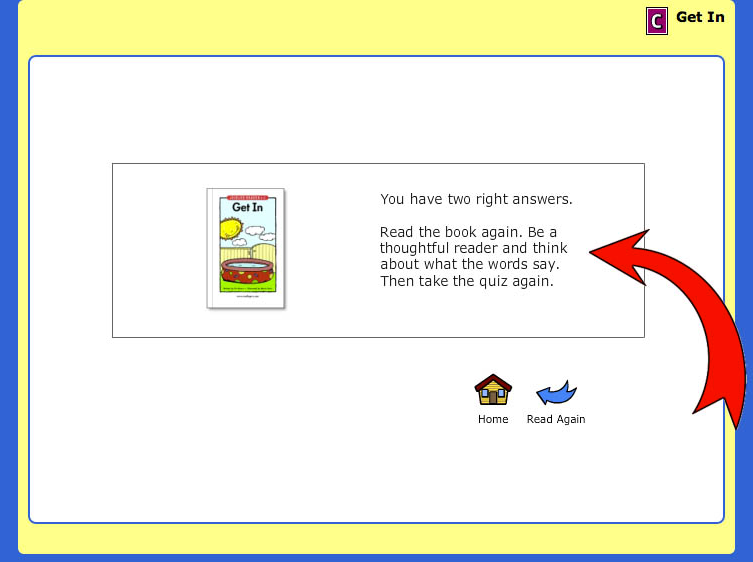 C Get In
Get In
You have two right answers.
Read the book again. Be a
thoughtful reader and think
about what the words say.
Then take the quiz again.
Home Read Again